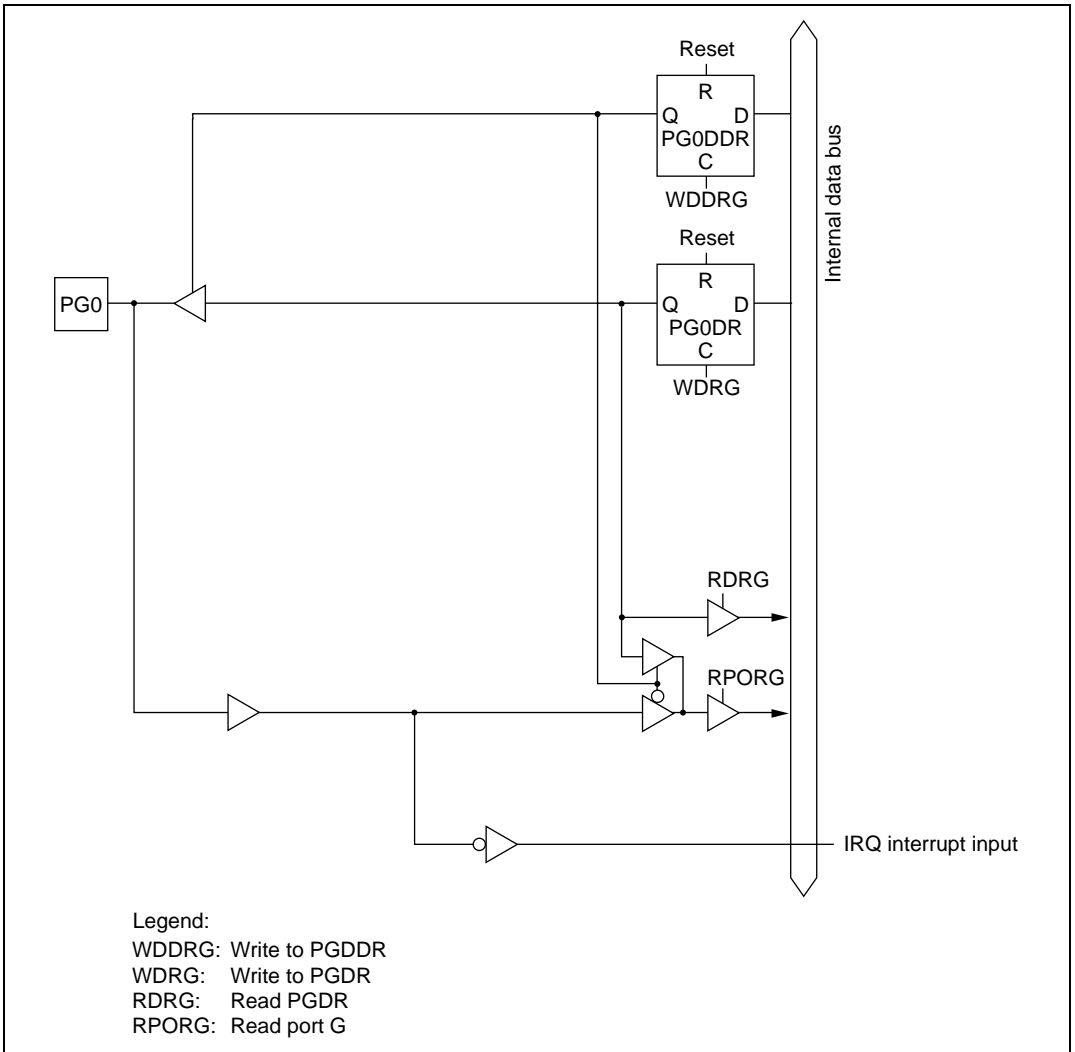 Reset
R
Q D
PG0DDR
C
WDDRG
Internal data bus
Reset
R
PG0
Q D
PG0DR
C
WDRG
RDRG
RPORG
IRQ interrupt input
Legend:
WDDRG: Write to PGDDR
WDRG: Write to PGDR
RDRG: Read PGDR
RPORG: Read port G